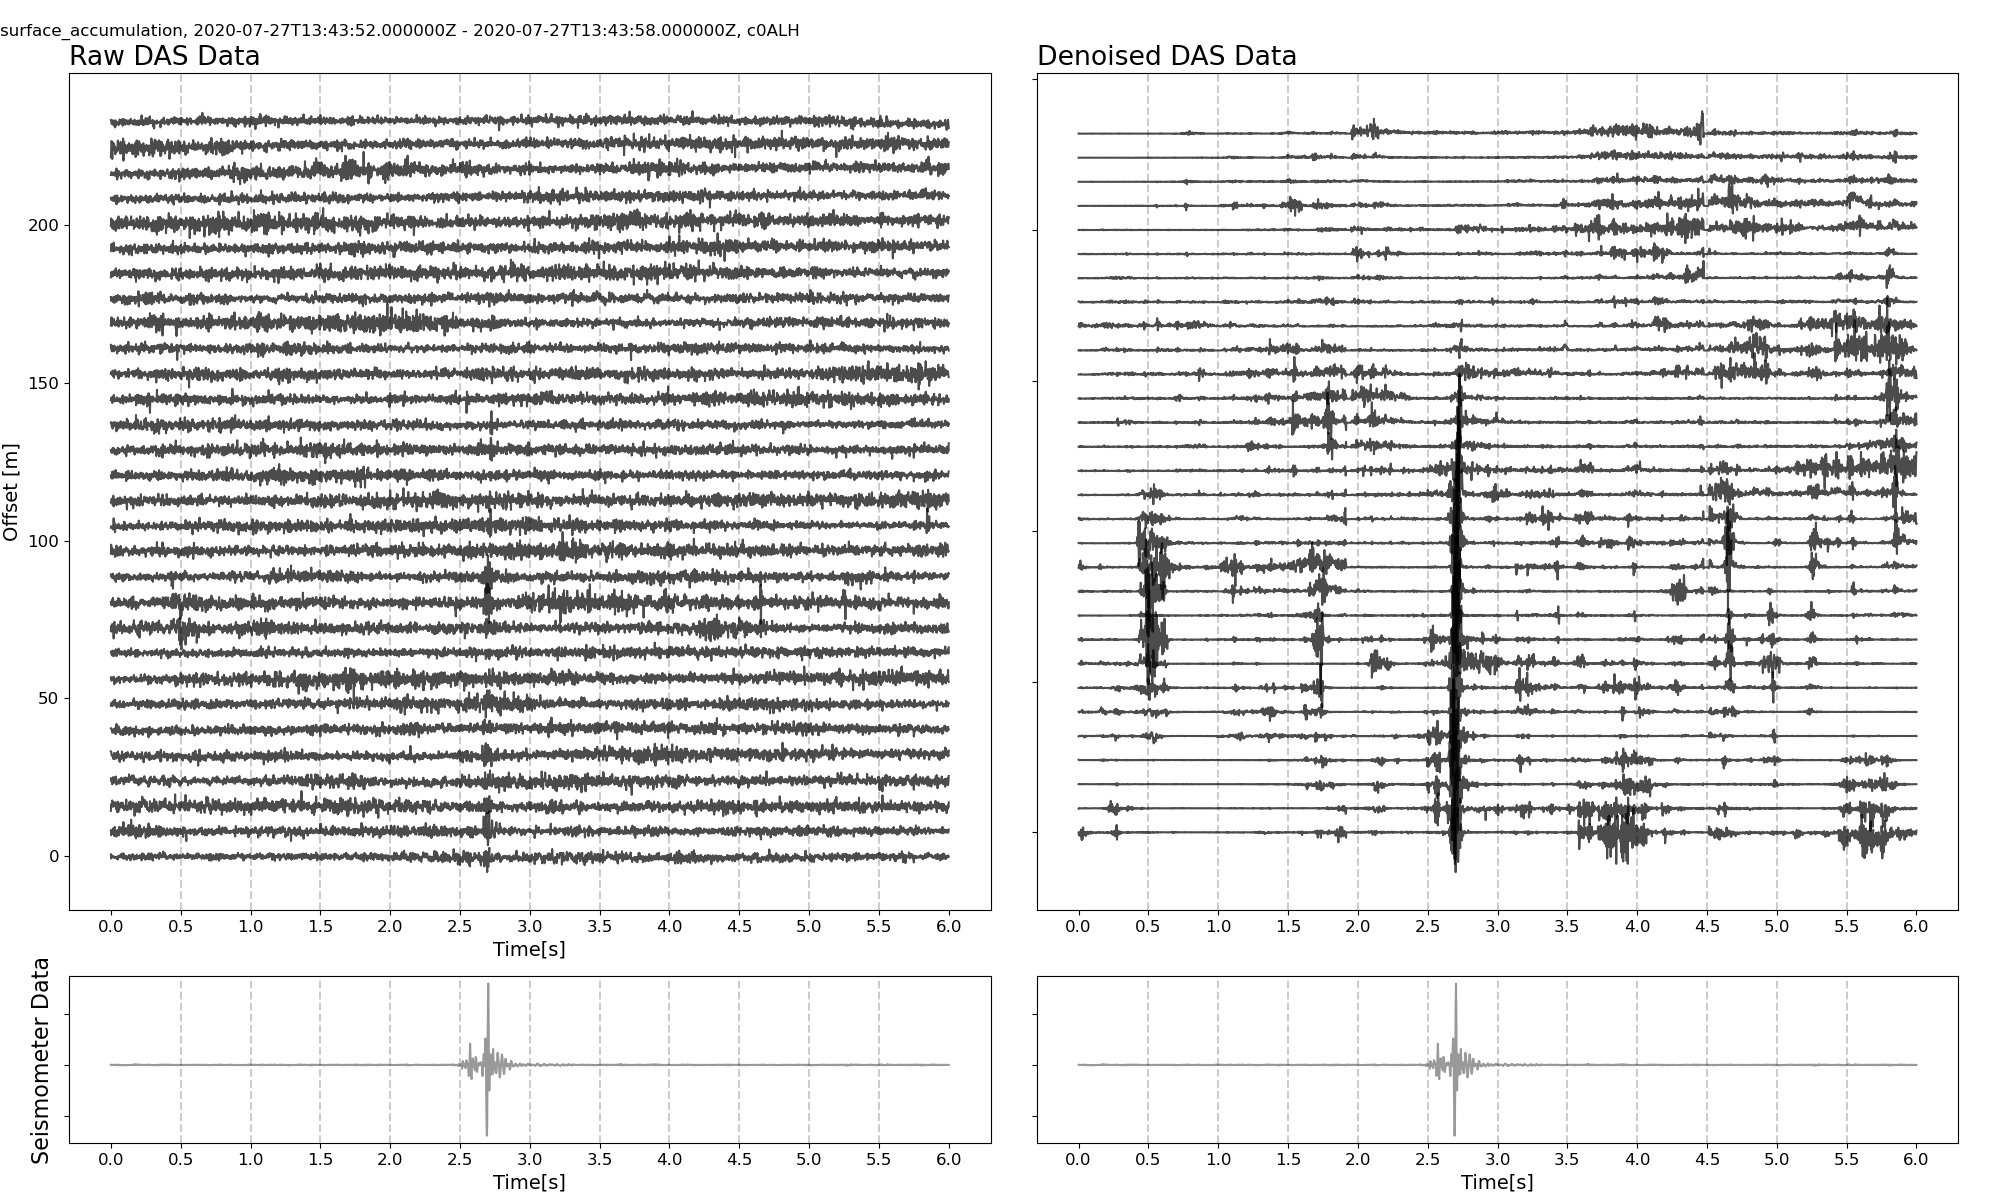 surface_accumulation, 2020-07-27T13:43:52.000000Z - 2020-07-27T13:43:58.000000Z, c0ALH
Raw DAS Data
Denoised DAS Data
Offset [m]
200
150
100
50
0
0.0 0.5 1.0 1.5 2.0 2.5 3.0 3.5 4.0 4.5 5.0 5.5 6.0
Time[s]
0.0 0.5 1.0 1.5 2.0 2.5 3.0 3.5 4.0 4.5 5.0 5.5 6.0
Seismometer Data
0.0 0.5 1.0 1.5 2.0 2.5 3.0 3.5 4.0 4.5 5.0 5.5 6.0
Time[s]
0.0 0.5 1.0 1.5 2.0 2.5 3.0 3.5 4.0 4.5 5.0 5.5 6.0
Time[s]